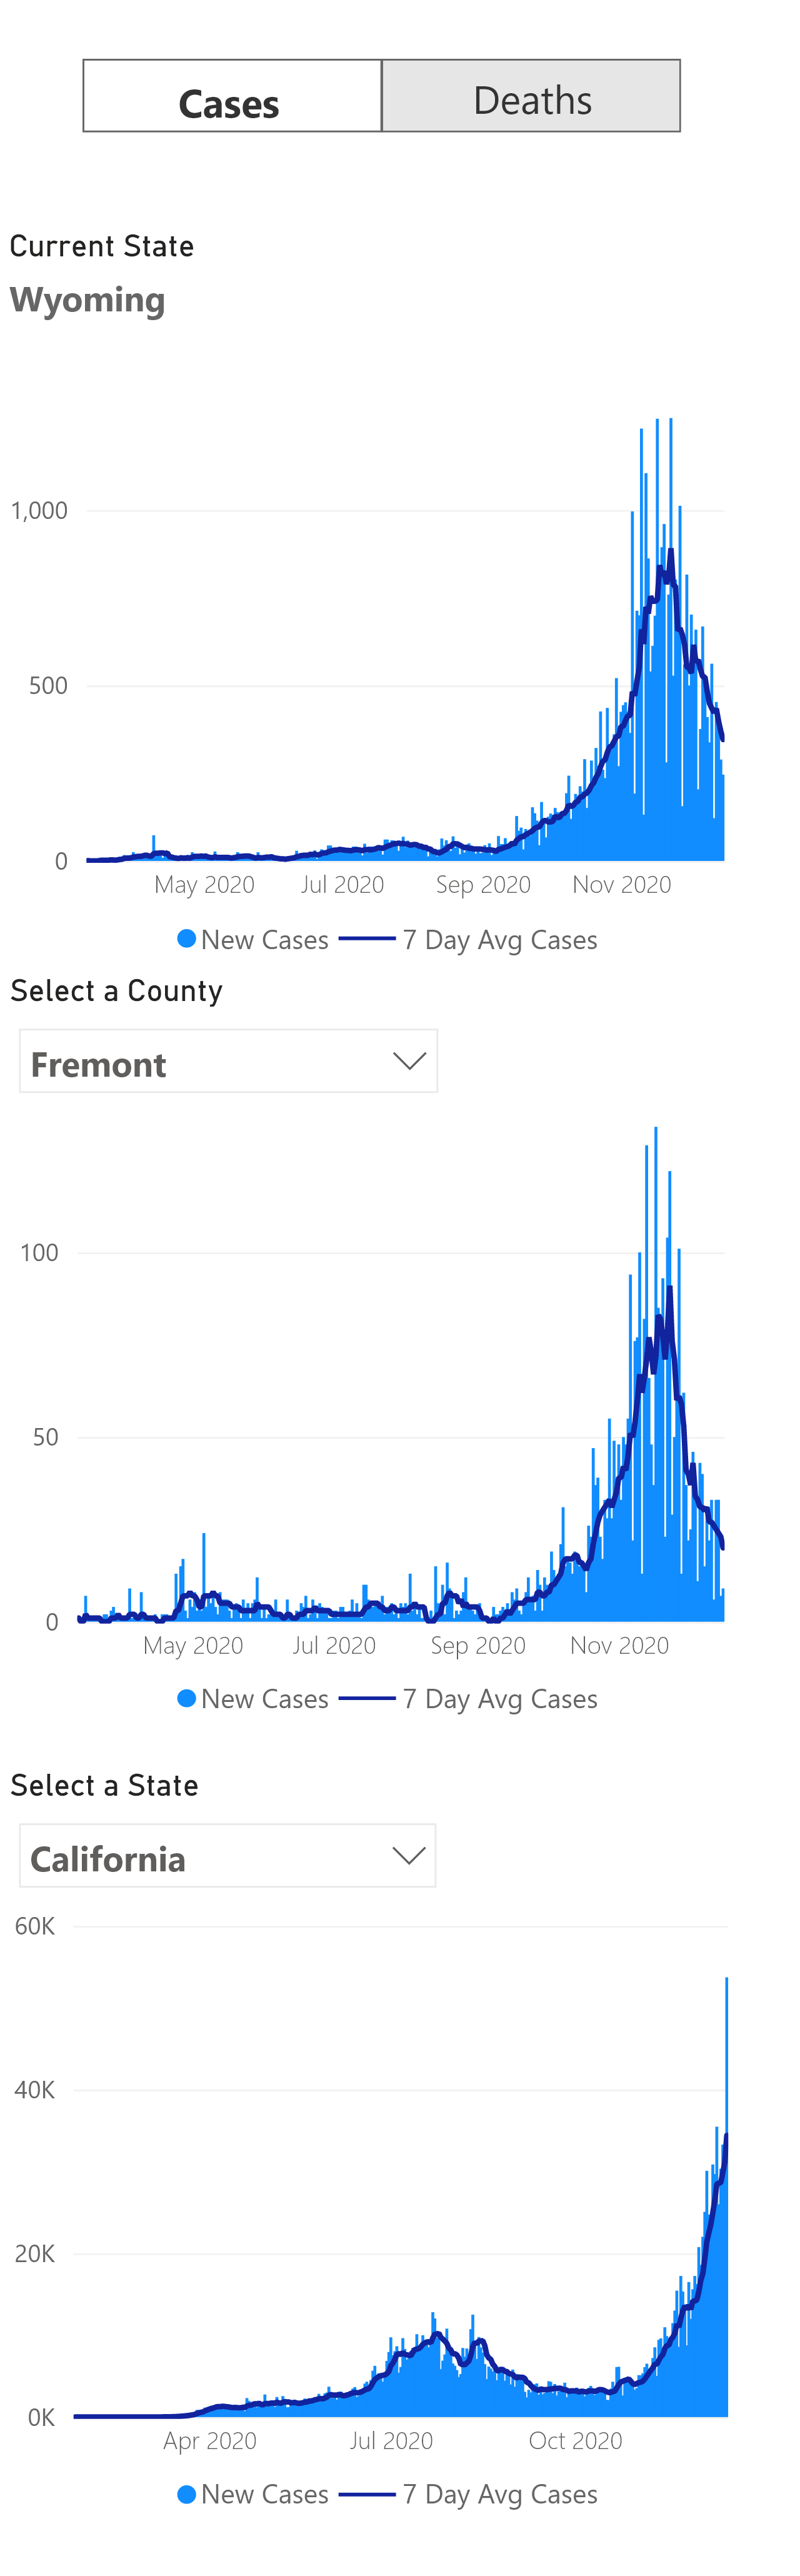 Cases Deaths
Current State
Wyoming
1,000
500
0
May 2020 Jul 2020 Sep 2020 Nov 2020
New Cases 7 Day Avg Cases
Select a County
Fremont
100
50
0
May 2020 Jul 2020 Sep 2020 Nov 2020
New Cases 7 Day Avg Cases
Select a State
California
60K
40K
20K
0K
Apr 2020 Jul 2020 Oct 2020
New Cases 7 Day Avg Cases